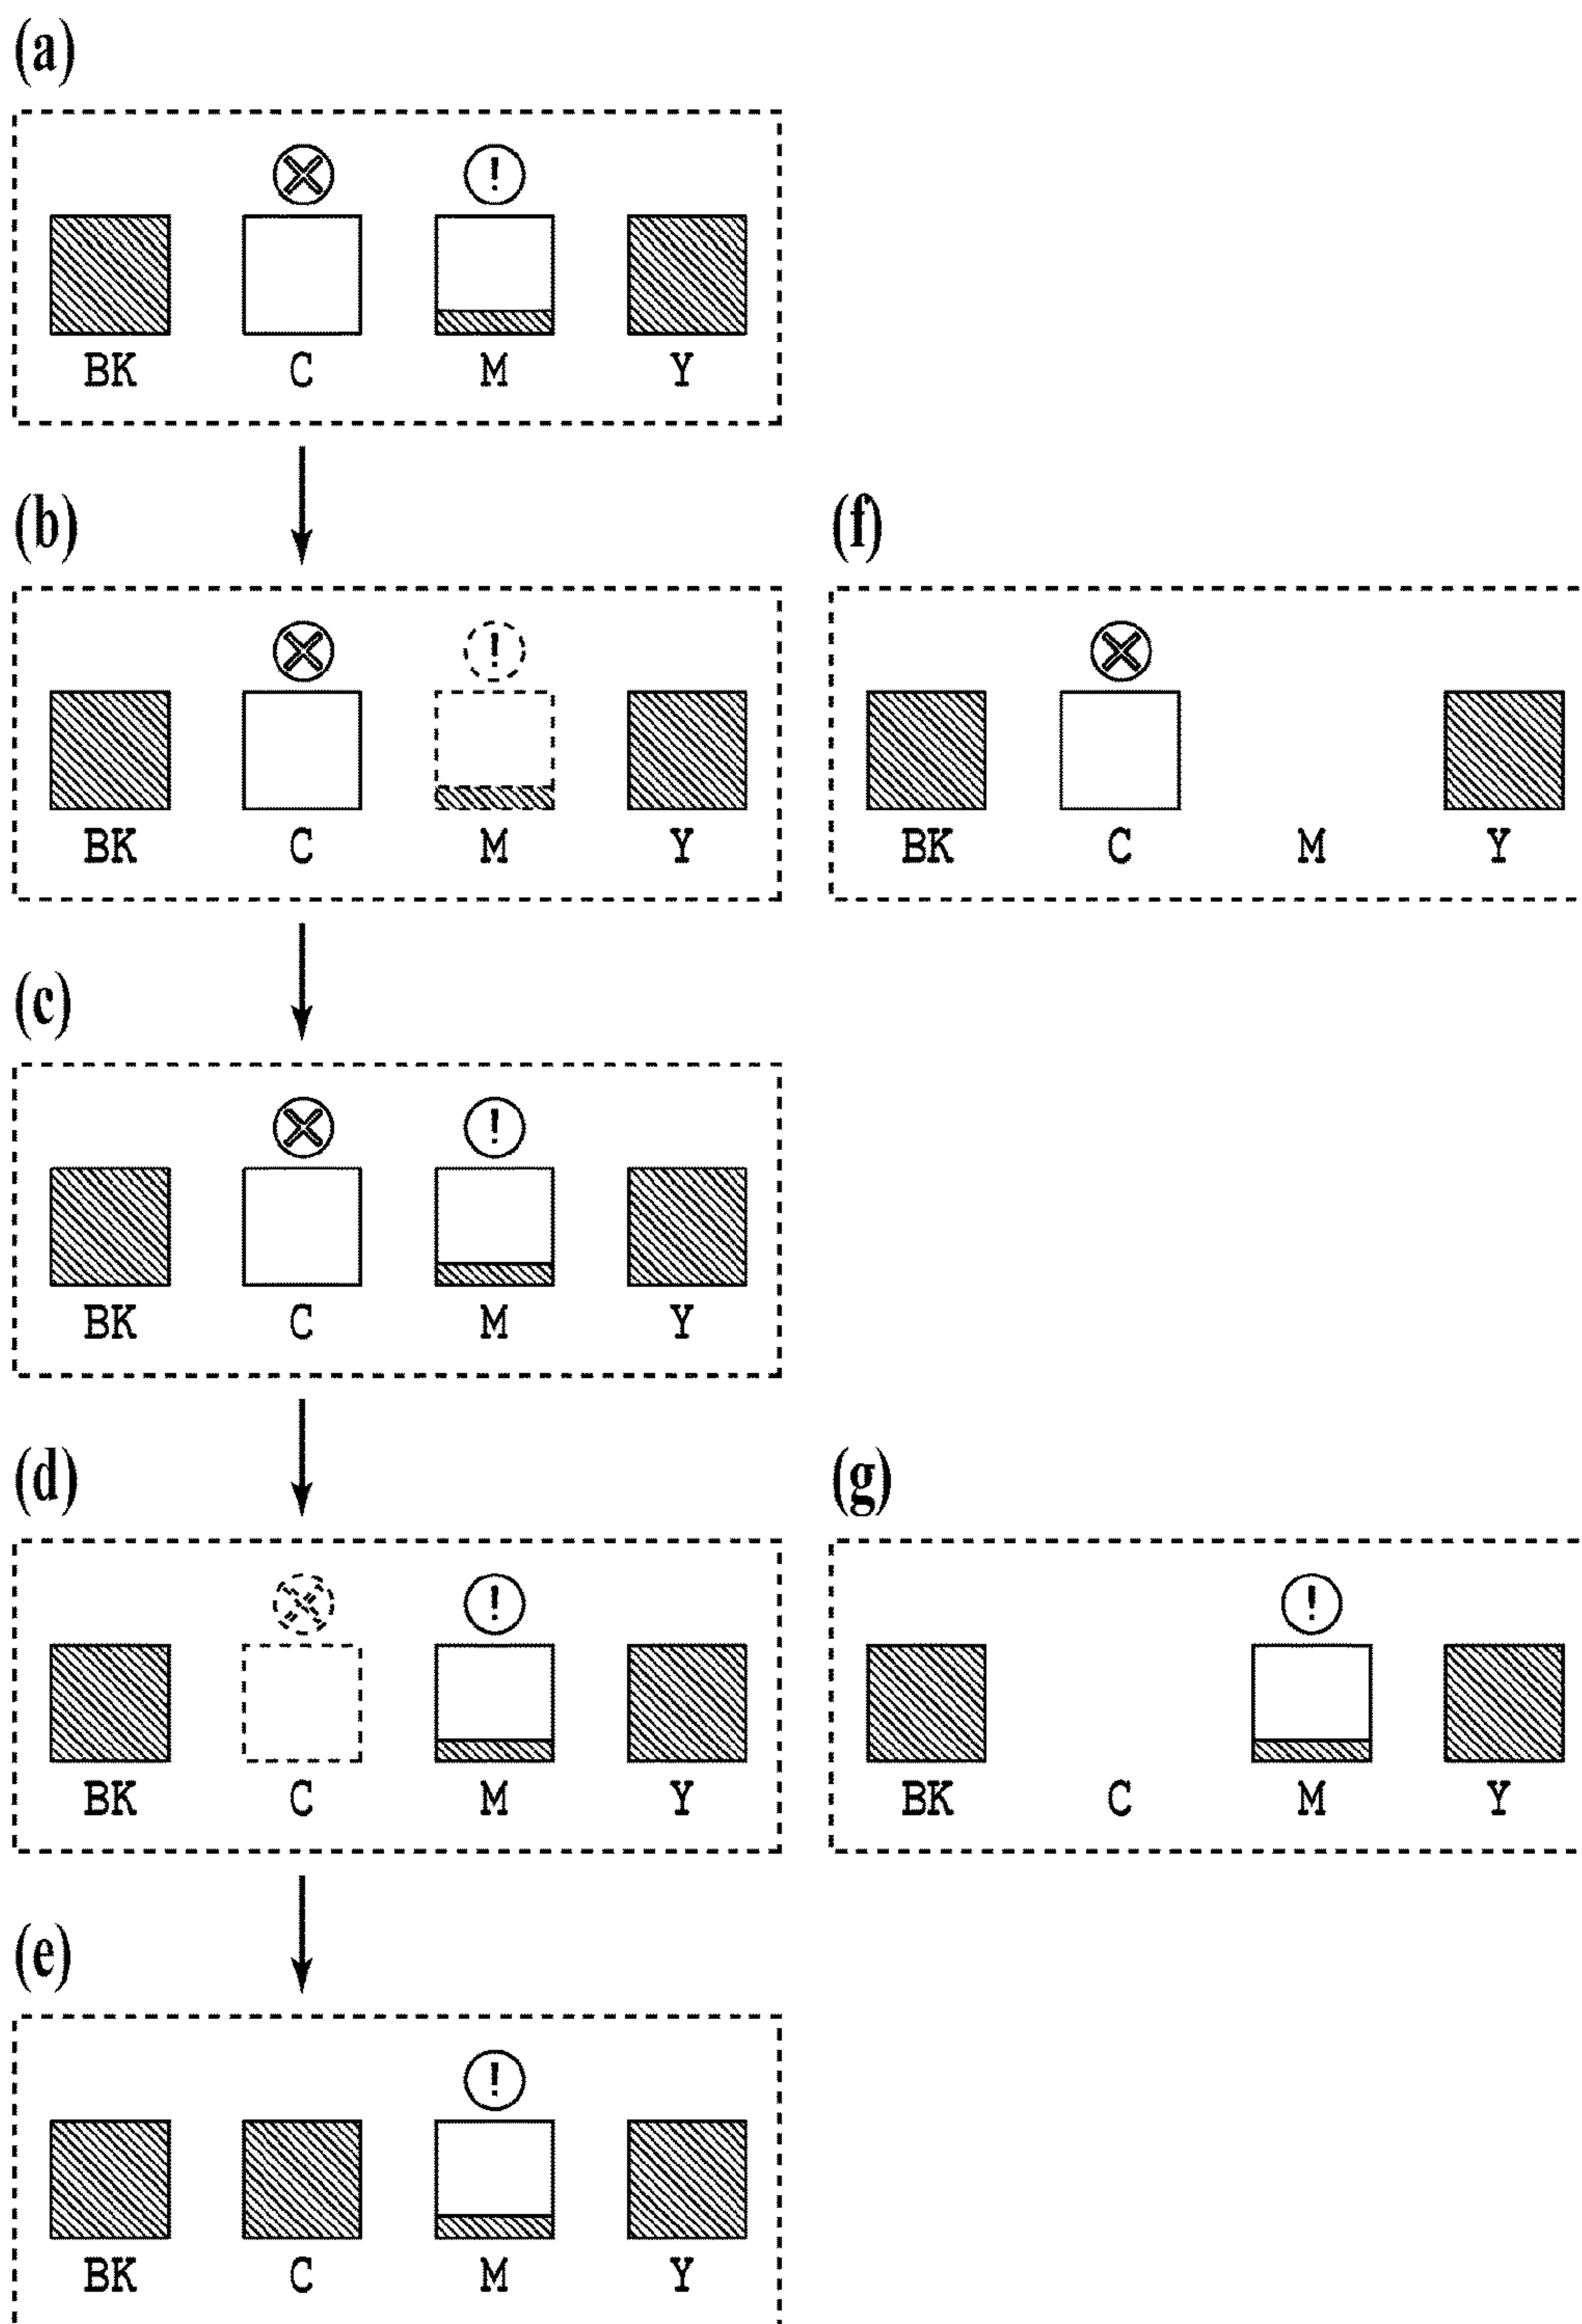 (a)
!
BK C M Y
(b) (f)
!
BK C M Y BK C M Y
(c)
!
BK C M Y
(d) (g)
! !
BK C M Y BK C M Y
(e)
!
BK C M Y